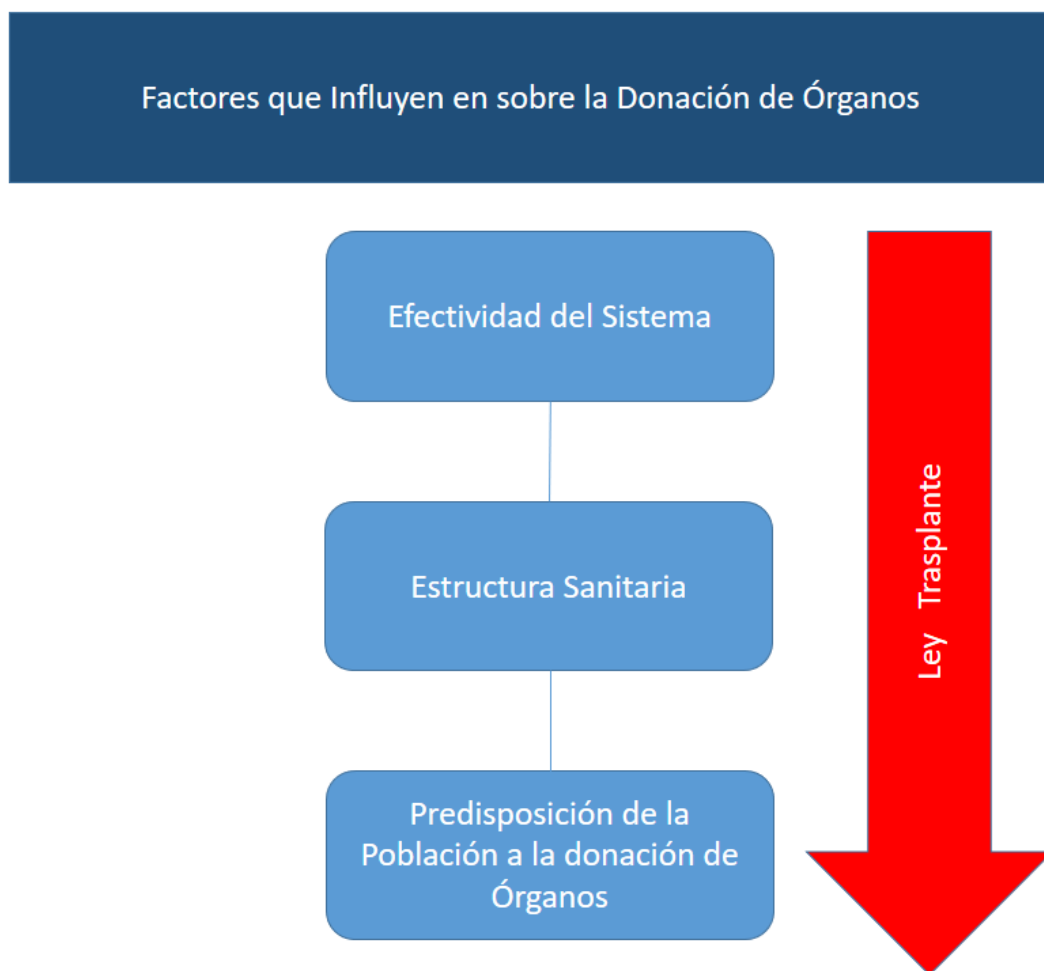 Factores que Influyen en sobre la Donación de Órganos
Efectividad del Sistema
Estructura Sanitaria
Predisposición de la
Población a la donación de
Órganos
Ley Trasplante